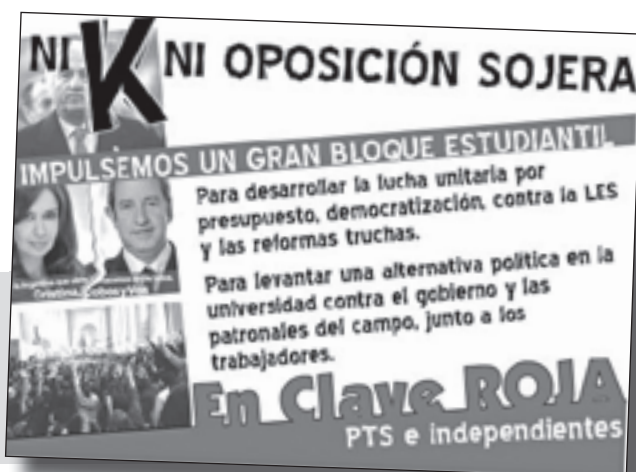 NI K NI OPOSICIÓN SOJERA
IMPULSEMOS UN GRAN BLOQUE ESTUDIANTIL
Para desarrollar la lucha unitaria por
presupuesto, democratización, contra la LES
y las reformas truchas.
Para levantar una alternativa política en la
universidad contra el gobierno y las
patronales del campo, junto a los
trabajadores.
En Clave ROJA
PTS e independientes